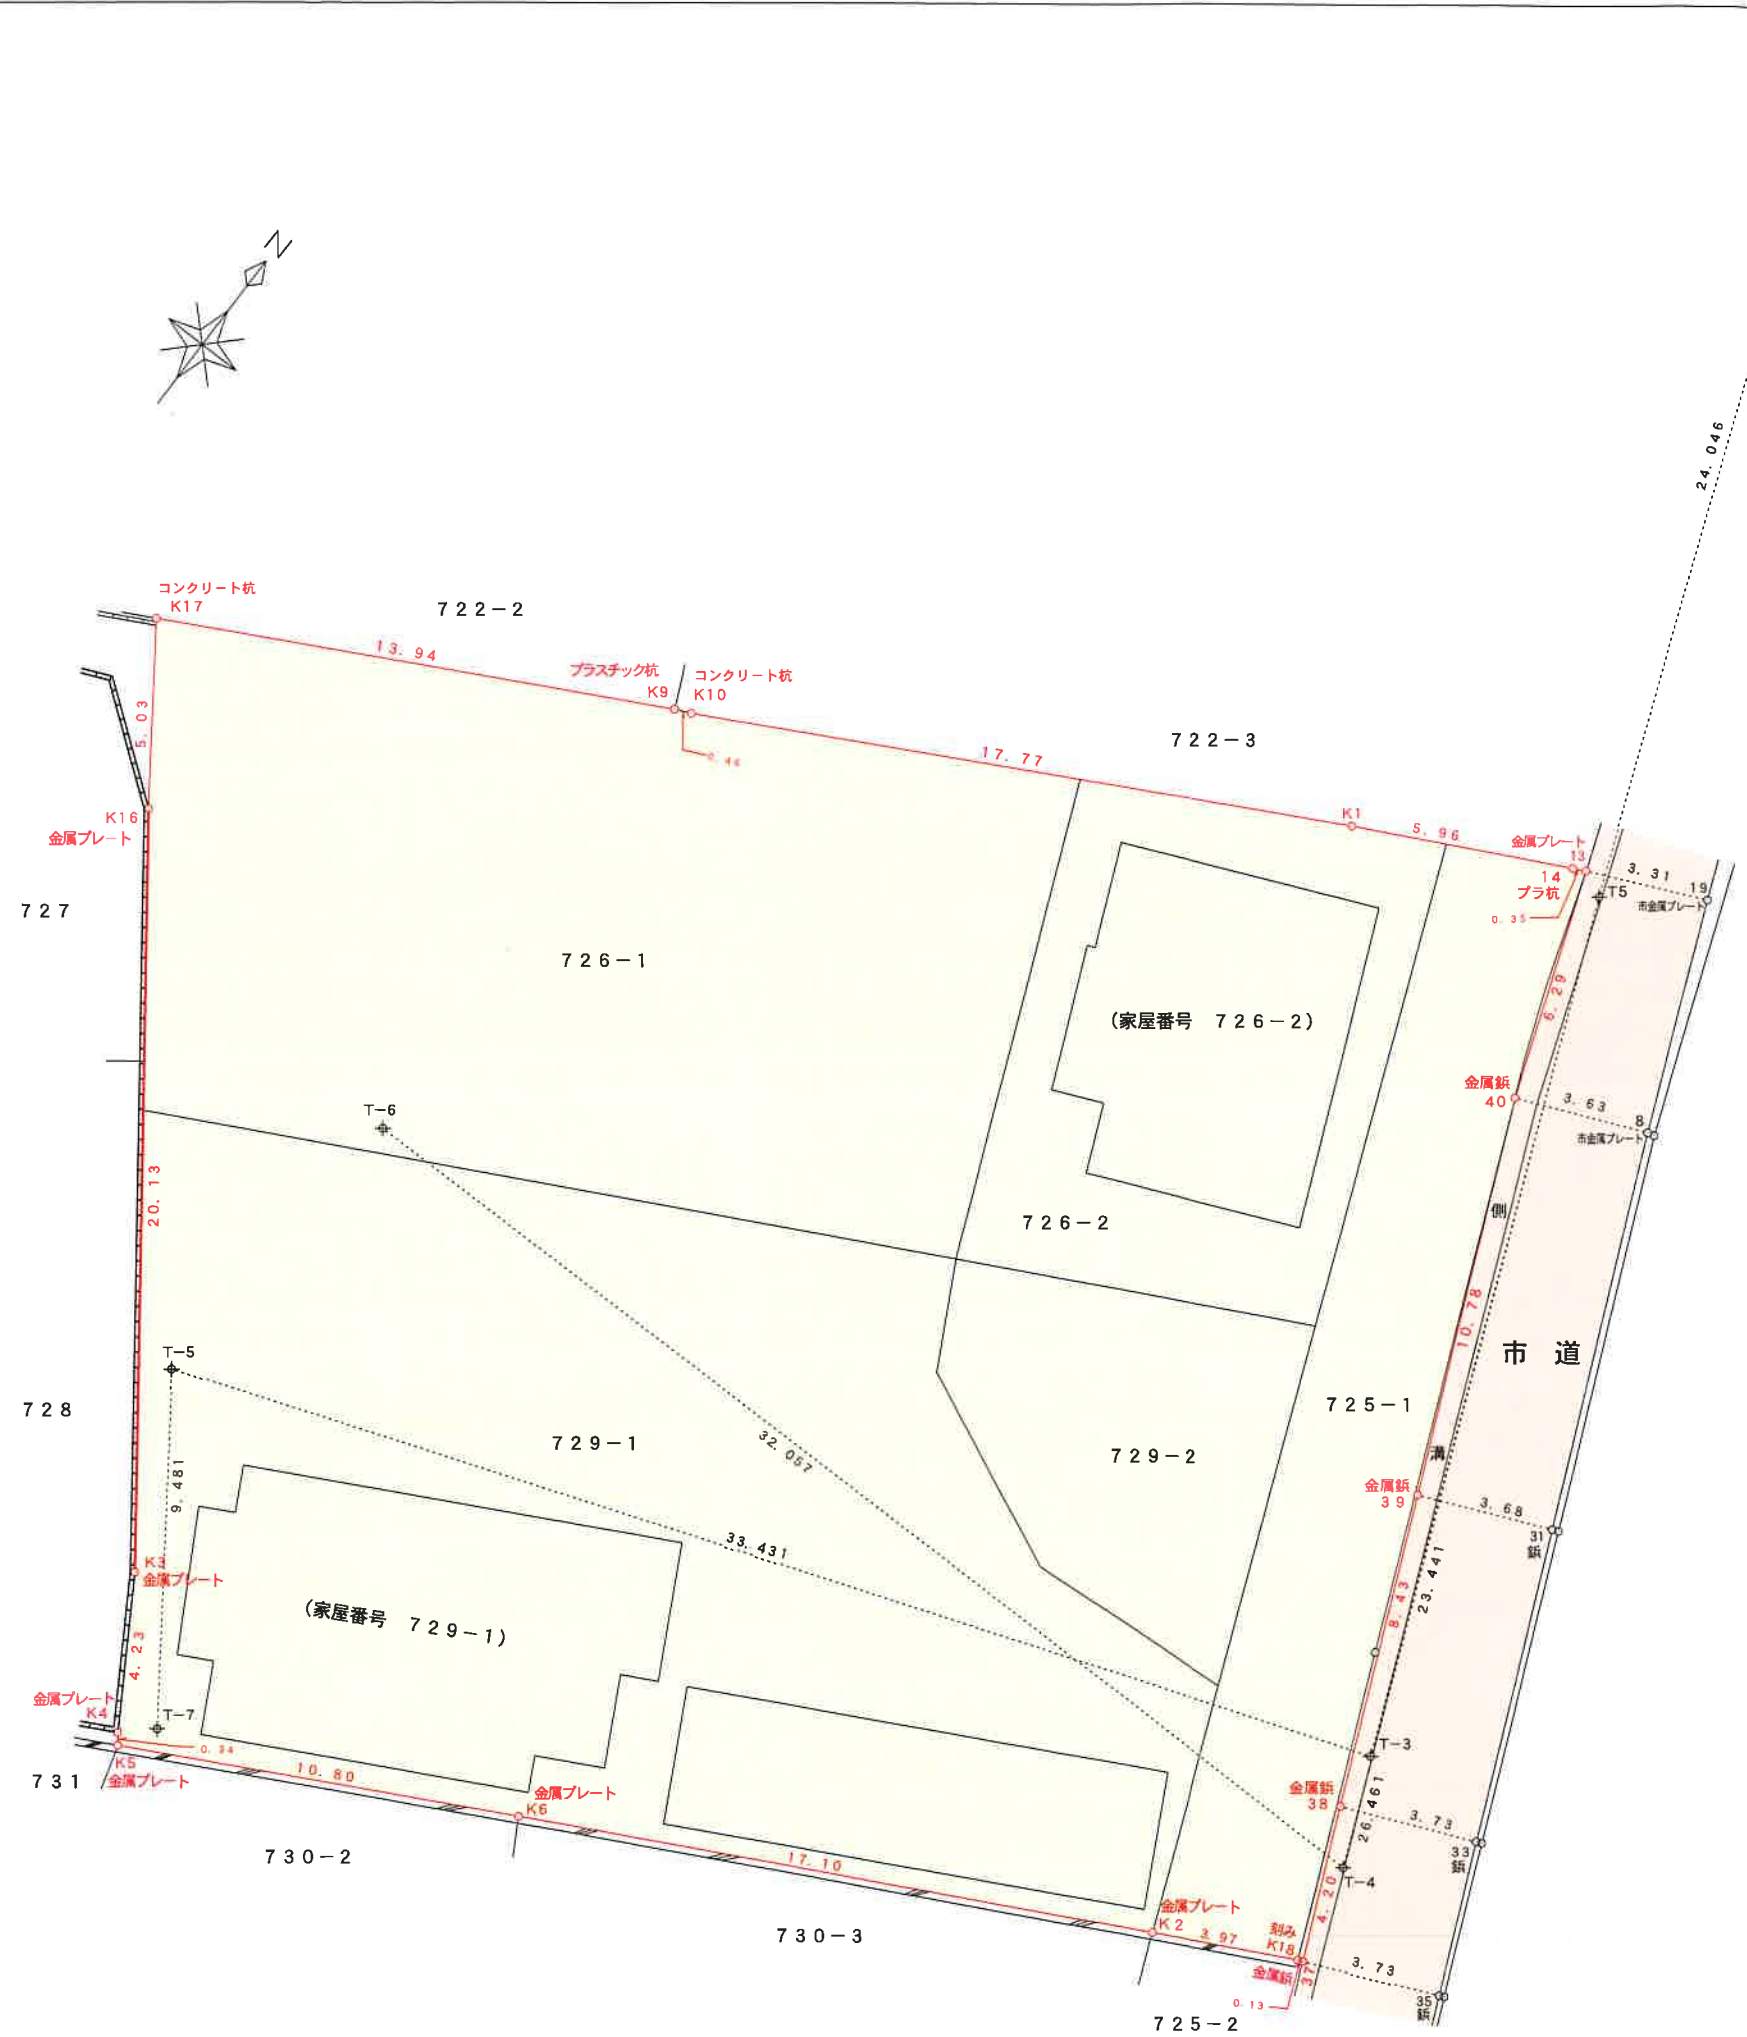 N
24.046
コンクリート杭
K17
722-2
13.94
プラスチック杭
K9
コンクリート杭
K10
0.46
17.77
722-3
K1
5.96
金属プレート
13
14
プラ杭
0.35
3.31
19
市金属プレート
T5
5.03
K16
金属プレート
727
726-1
(家屋番号 726-2)
6.29
金属鋲
40
3.63
8
市金属プレート
T-6
20.13
726-2
側
10.78
市道
T-5
728
729-1
32.057
729-2
725-1
溝
金属鋲
39
3.68
31
鋲
9.481
33.431
23.441
8.43
K3
金属プレート
(家屋番号 729-1)
4.23
金属プレート
K4
T-7
0.34
K5
金属プレート
731
10.80
金属プレート
K6
T-3
金属鋲
38
26.461
3.73
33
鋲
730-2
17.10
T-4
4.20
金属プレート
K2
3.97
刻み
K18
730-3
金属鋲
37
0.13
3.73
35
鋲
725-2